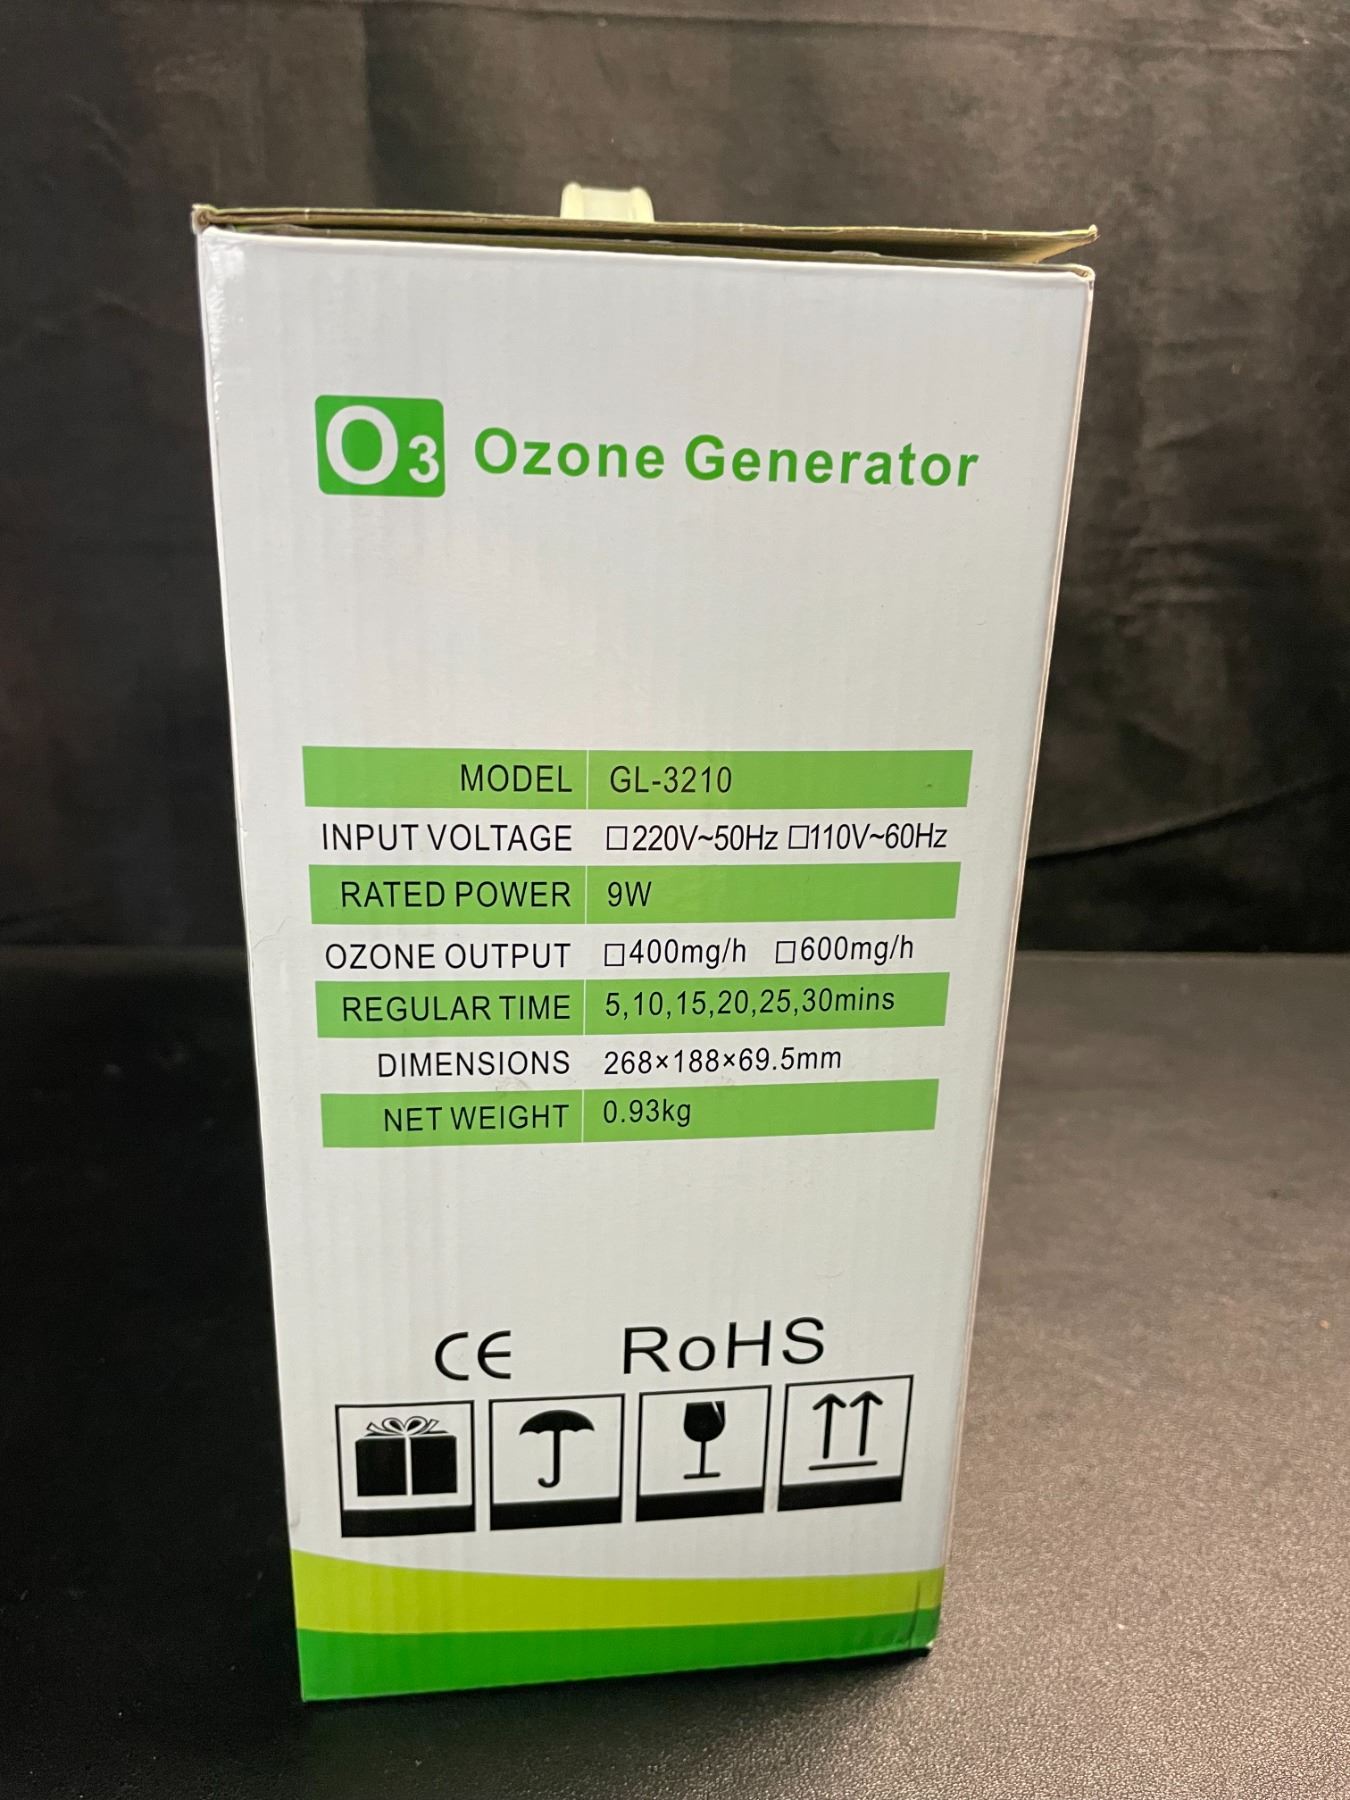 O3 Ozone Generator
MODEL GL-3210
INPUT VOLTAGE □220V~50Hz □110V~60Hz
RATED POWER 9W
OZONE OUTPUT □400mg/h □600mg/h
REGULAR TIME 5,10,15,20,25,30mins
DIMENSIONS 268×188×69.5mm
NET WEIGHT 0.93kg
CE RoHS